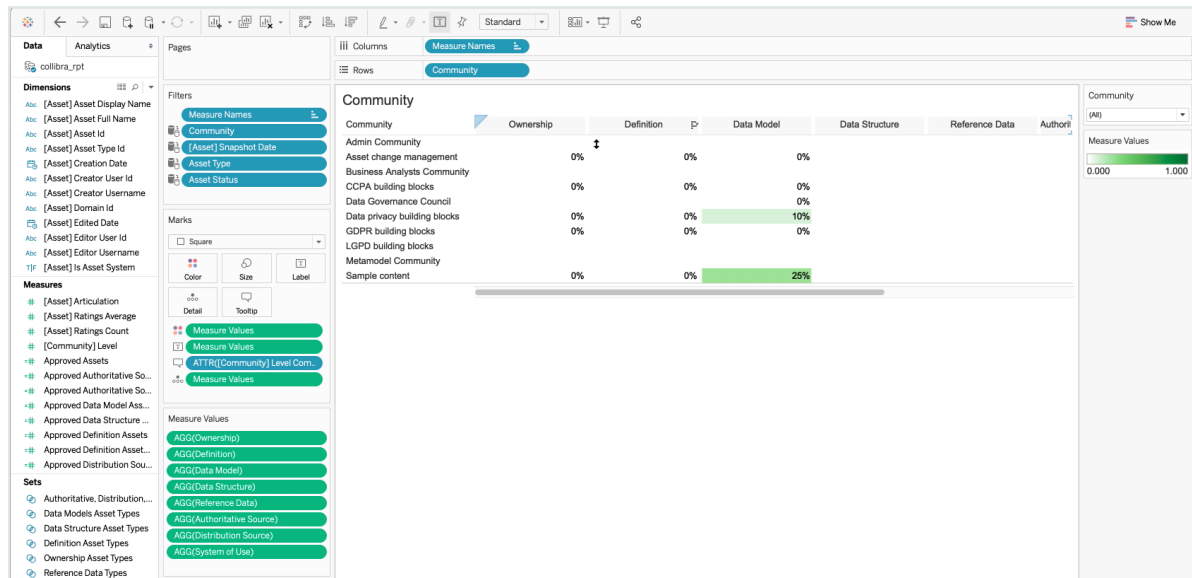 Standard
Show Me
Data
Analytics
collibra_rpt
Dimensions
Abc [Asset] Asset Display Name
Abc [Asset] Asset Full Name
Abc [Asset] Asset Id
Abc [Asset] Asset Type Id
[Asset] Creation Date
Abc [Asset] Creator User Id
Abc [Asset] Creator Username
Abc [Asset] Domain Id
[Asset] Edited Date
Abc [Asset] Editor User Id
Abc [Asset] Editor Username
T|F [Asset] Is Asset System
Measures
# [Asset] Articulation
# [Asset] Ratings Average
# [Asset] Ratings Count
# [Community] Level
=# Approved Assets
=# Approved Authoritative So...
=# Approved Authoritative So...
=# Approved Data Model Ass...
=# Approved Data Structure ...
=# Approved Definition Assets
=# Approved Definition Asset...
=# Approved Distribution Sou...
Sets
Authoritative, Distribution,...
Data Models Asset Types
Data Structure Asset Types
Definition Asset Types
Ownership Asset Types
Reference Data Types
Pages
Filters
Measure Names
Community
[Asset] Snapshot Date
Asset Type
Asset Status
Marks
Square
Color Size Label
Detail Tooltip
Measure Values
Measure Values
ATTR([Community] Level Com..
Measure Values
Measure Values
AGG(Ownership)
AGG(Definition)
AGG(Data Model)
AGG(Data Structure)
AGG(Reference Data)
AGG(Authoritative Source)
AGG(Distribution Source)
AGG(System of Use)
Columns Measure Names
Rows Community
Community
Community Ownership Definition Data Model Data Structure Reference Data Authorit
Admin Community
Asset change management 0% 0% 0%
Business Analysts Community
CCPA building blocks 0% 0% 0%
Data Governance Council 0%
Data privacy building blocks 0% 0% 10%
GDPR building blocks 0% 0% 0%
LGPD building blocks
Metamodel Community
Sample content 0% 0% 25%
Community
(All)
Measure Values
0.000 1.000